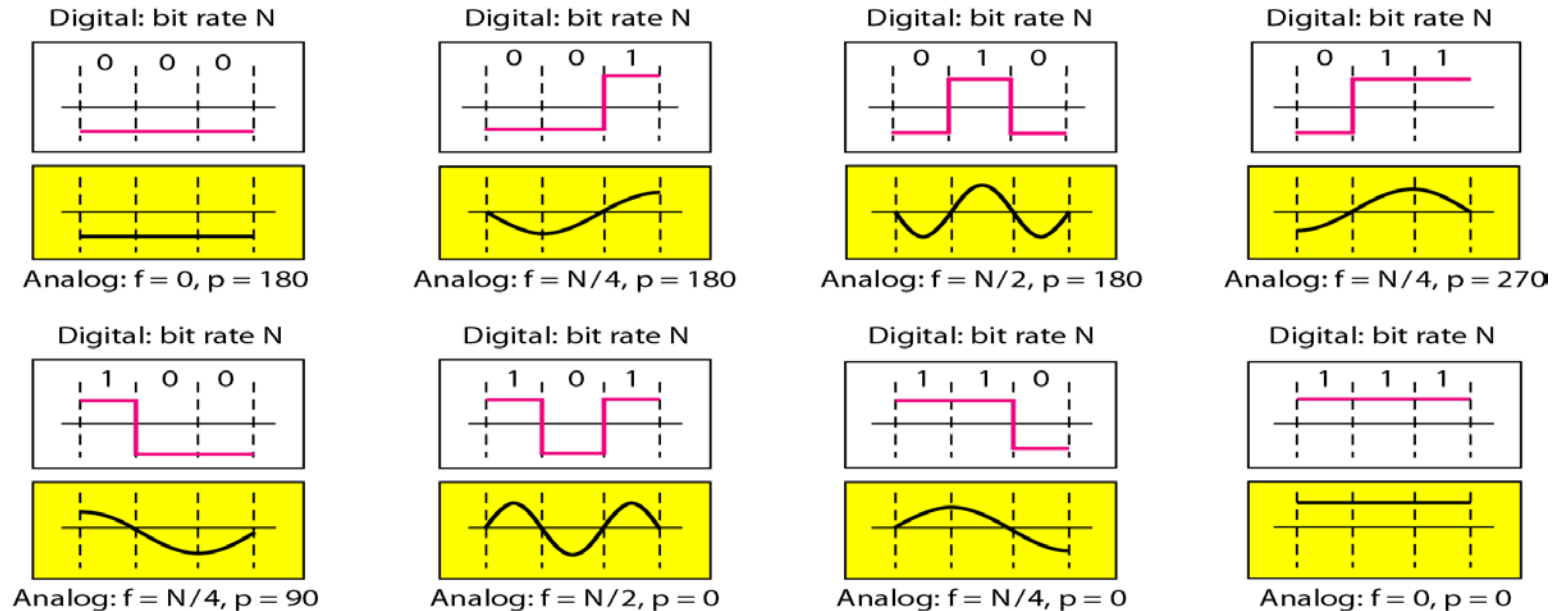 Digital: bit rate N Digital: bit rate N Digital: bit rate N Digital: bit rate N
0 0 0 0 0 1 0 1 0 0 1 1
Analog: f = 0, p = 180 Analog: f = N/4, p = 180 Analog: f = N/2, p = 180 Analog: f = N/4, p = 270
Digital: bit rate N Digital: bit rate N Digital: bit rate N Digital: bit rate N
1 0 0 1 0 1 1 1 0 1 1 1
Analog: f = N/4, p = 90 Analog: f = N/2, p = 0 Analog: f = N/4, p = 0 Analog: f = 0, p = 0